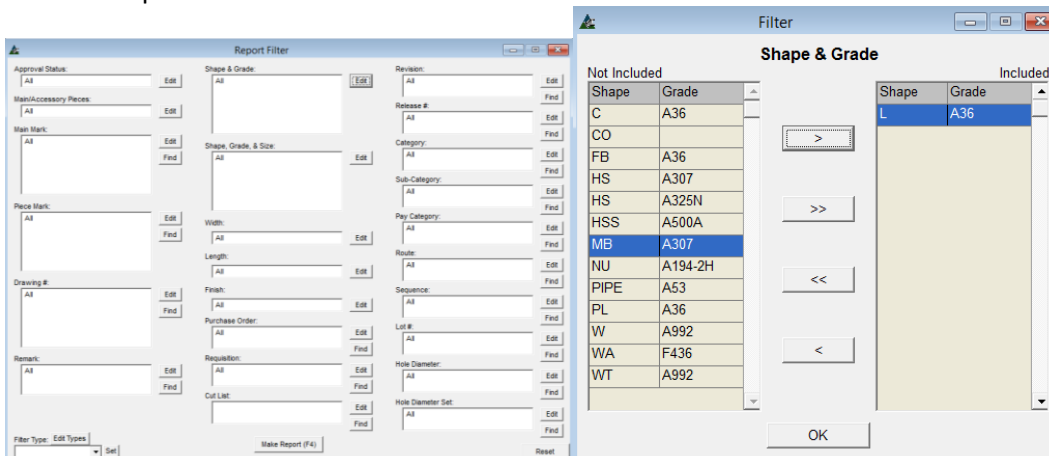 Report Filter
Approval Status:
All
Edit
Main/Accessory Pieces:
All
Edit
Main Mark:
All
Edit
Find
Piece Mark:
All
Edit
Find
Drawing #:
All
Edit
Find
Remark:
All
Edit
Find
Filter Type: Edit Types
Set
Shape & Grade:
All
Edit
Shape, Grade, & Size:
All
Edit
Width:
All
Edit
Length:
All
Edit
Finish:
All
Edit
Purchase Order:
All
Edit
Find
Requisition:
All
Edit
Find
Cut List:
Edit
Find
Make Report (F4)
Revision:
All
Edit
Find
Release #:
All
Edit
Find
Category:
All
Edit
Find
Sub-Category:
All
Edit
Find
Pay Category:
All
Edit
Find
Route:
All
Edit
Find
Sequence:
All
Edit
Find
Lot #:
All
Edit
Find
Hole Diameter:
All
Edit
Find
Hole Diameter Set:
All
Edit
Find
Reset
Filter
Shape & Grade
Not Included
Shape Grade
C A36
CO
FB A36
HS A307
HS A325N
HSS A500A
MB A307
NU A194-2H
PIPE A53
PL A36
W A992
WA F436
WT A992
>
>>
<<
<
Included
Shape Grade
L A36
OK